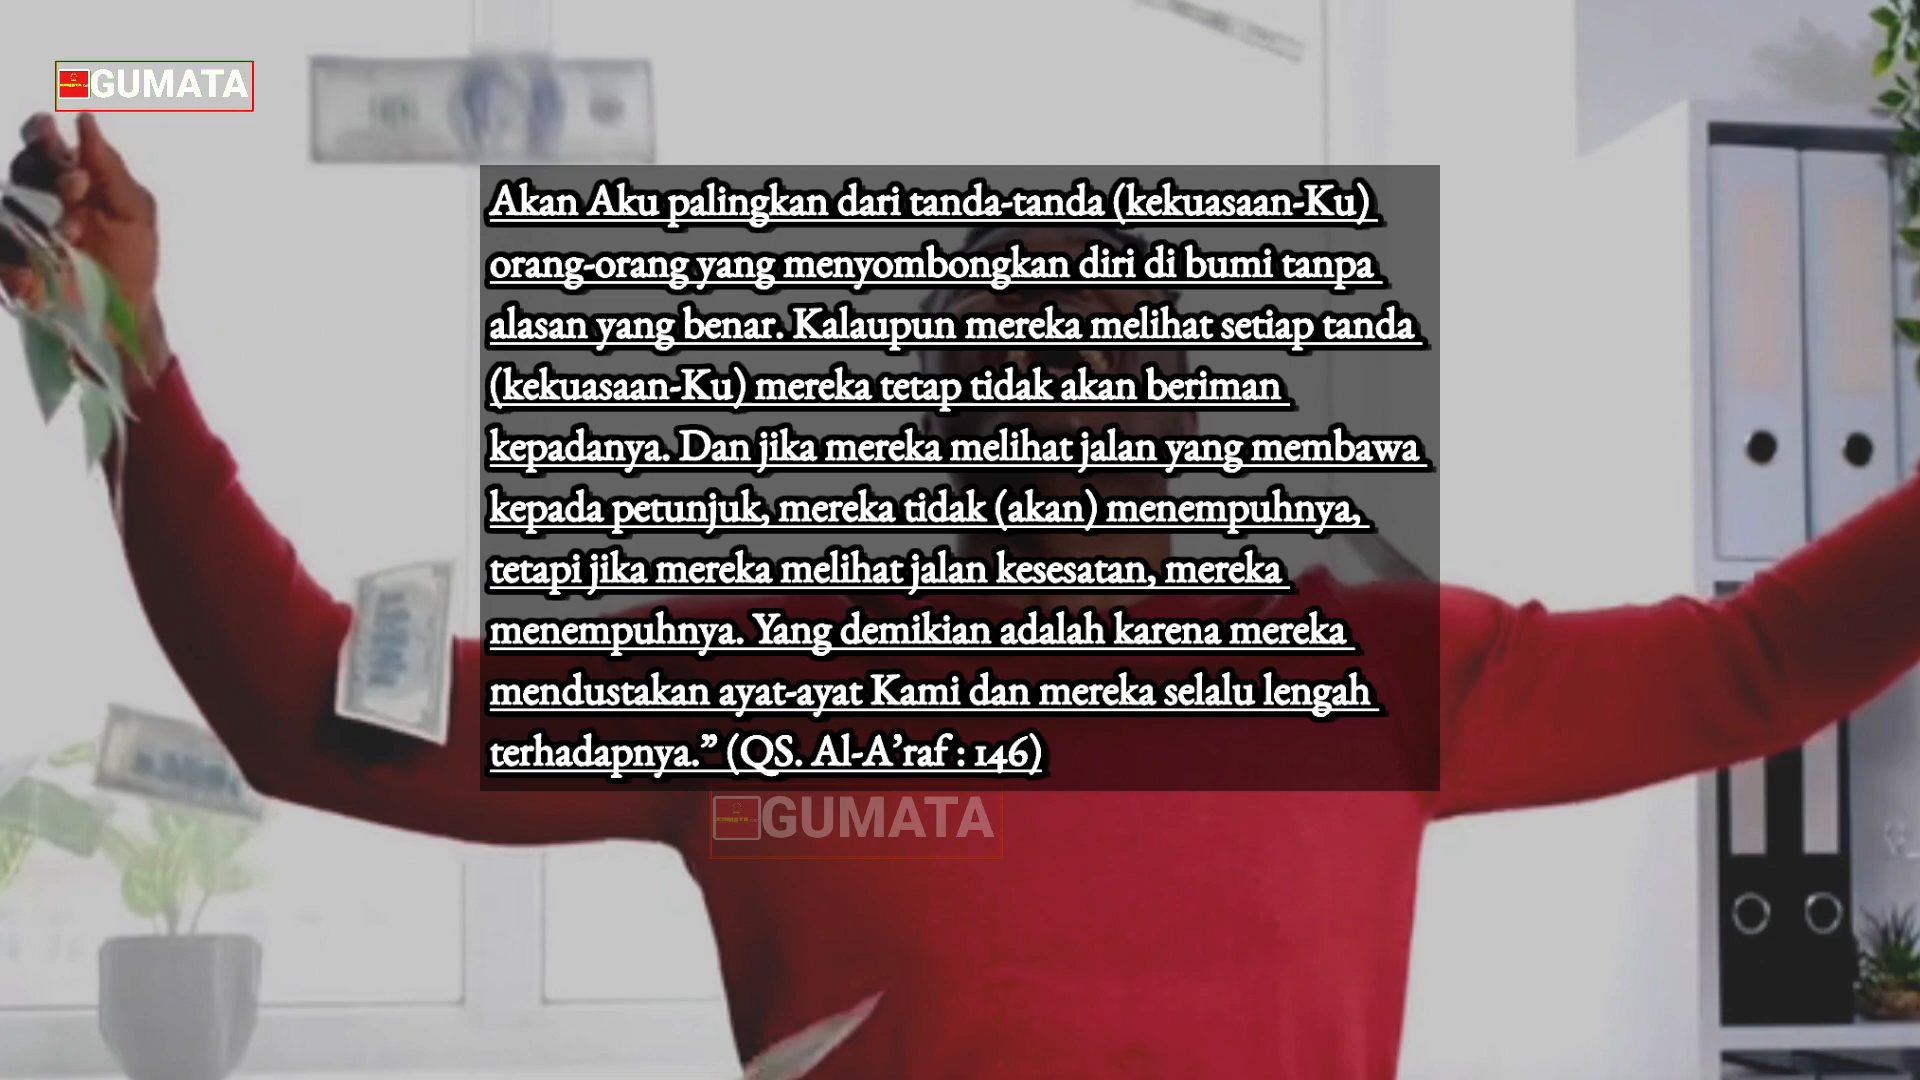 GUMATA
Akan Aku palingkan dari tanda-tanda (kekuasaan-Ku)
orang-orang yang menyombongkan diri di bumi tanpa
alasan yang benar. Kalaupun mereka melihat setiap tanda
(kekuasaan-Ku) mereka tetap tidak akan beriman
kepadanya. Dan jika mereka melihat jalan yang membawa
kepada petunjuk, mereka tidak (akan) menempuhnya,
tetapi jika mereka melihat jalan kesesatan, mereka
menempuhnya. Yang demikian adalah karena mereka
mendustakan ayat-ayat Kami dan mereka selalu lengah
terhadapnya.” (QS. Al-A’raf : 146)
GUMATA